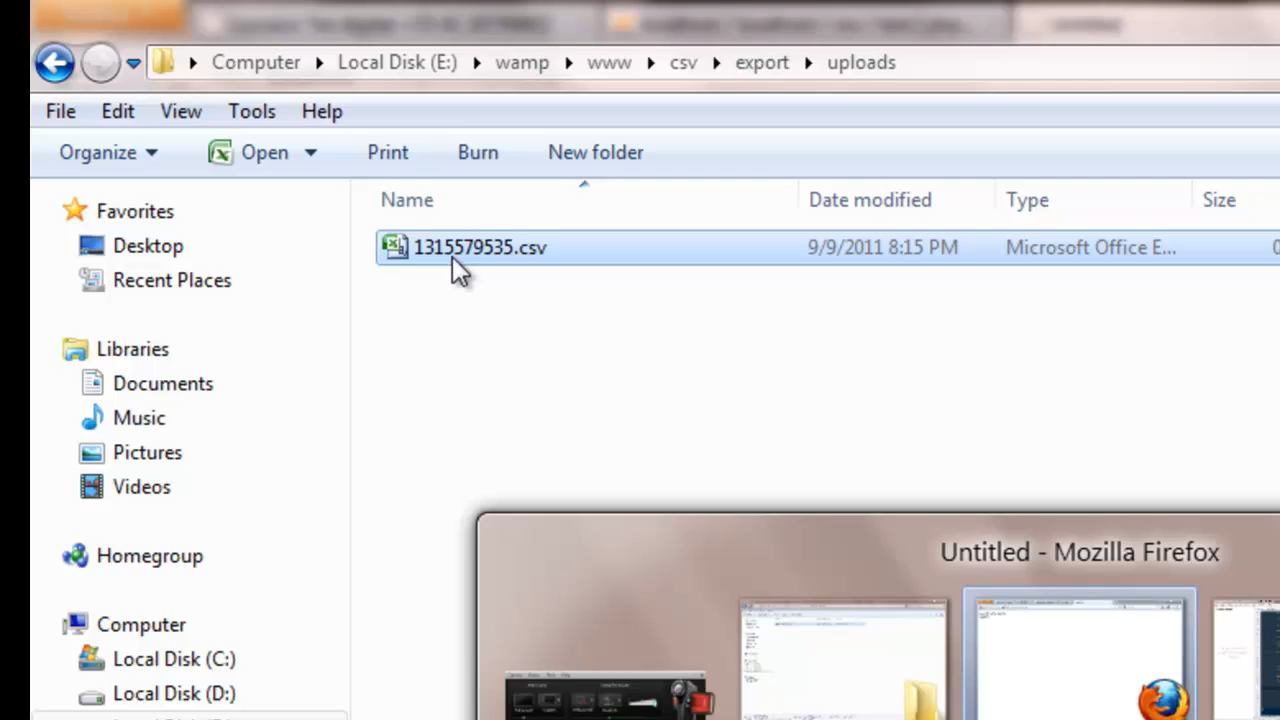 Computer Local Disk (E:) wamp www csv export uploads
File Edit View Tools Help
Organize Open Print Burn New folder
Name Date modified Type Size
1315579535.csv 9/9/2011 8:15 PM Microsoft Office E...
Favorites
Desktop
Recent Places
Libraries
Documents
Music
Pictures
Videos
Homegroup
Computer
Local Disk (C:)
Local Disk (D:)
Untitled - Mozilla Firefox